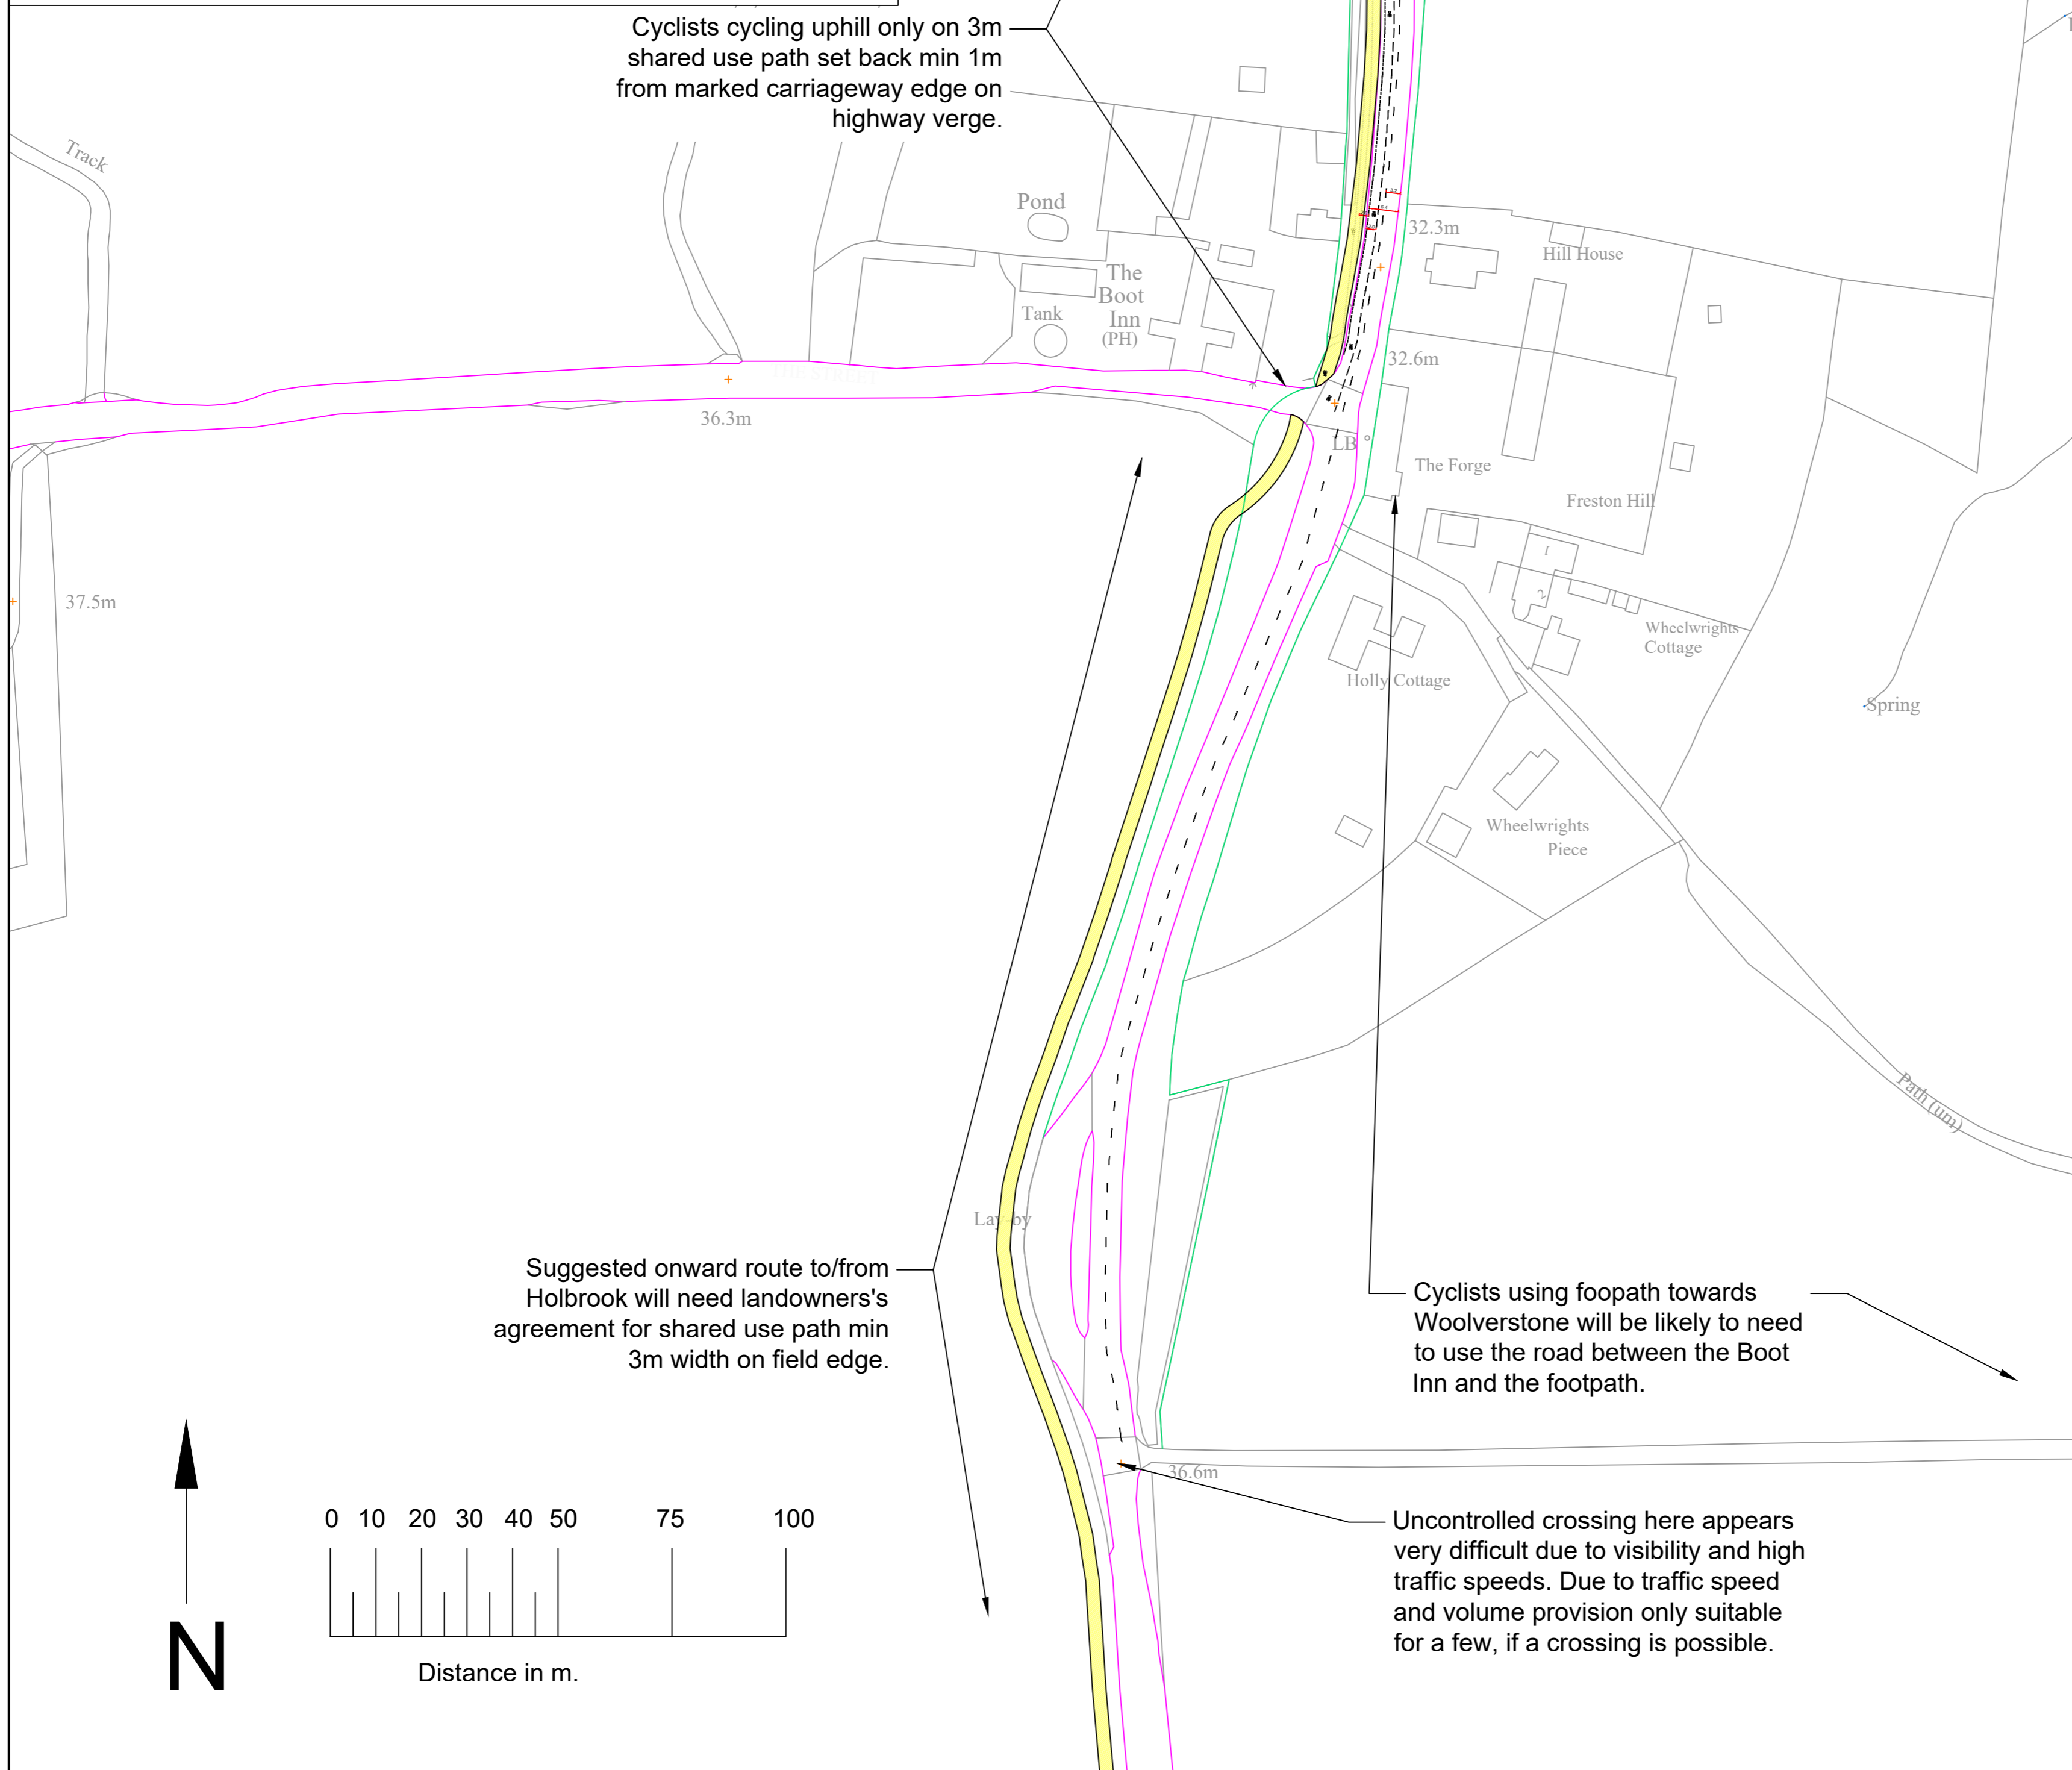 Cyclists cycling uphill only on 3m
shared use path set back min 1m
from marked carriageway edge on
highway verge.
Track
Pond
The
Boot
Inn
(PH)
Tank
32.3m
Hill House
32.6m
36.3m
LB
The Forge
Freston Hill
1
2
37.5m
Wheelwrights
Cottage
Holly Cottage
Spring
Wheelwrights
Piece
Path (um)
Lay-by
Suggested onward route to/from
Holbrook will need landowners's
agreement for shared use path min
3m width on field edge.
Cyclists using foopath towards
Woolverstone will be likely to need
to use the road between the Boot
Inn and the footpath.
36.6m
Uncontrolled crossing here appears
very difficult due to visibility and high
traffic speeds. Due to traffic speed
and volume provision only suitable
for a few, if a crossing is possible.
0 10 20 30 40 50 75 100
Distance in m.
N